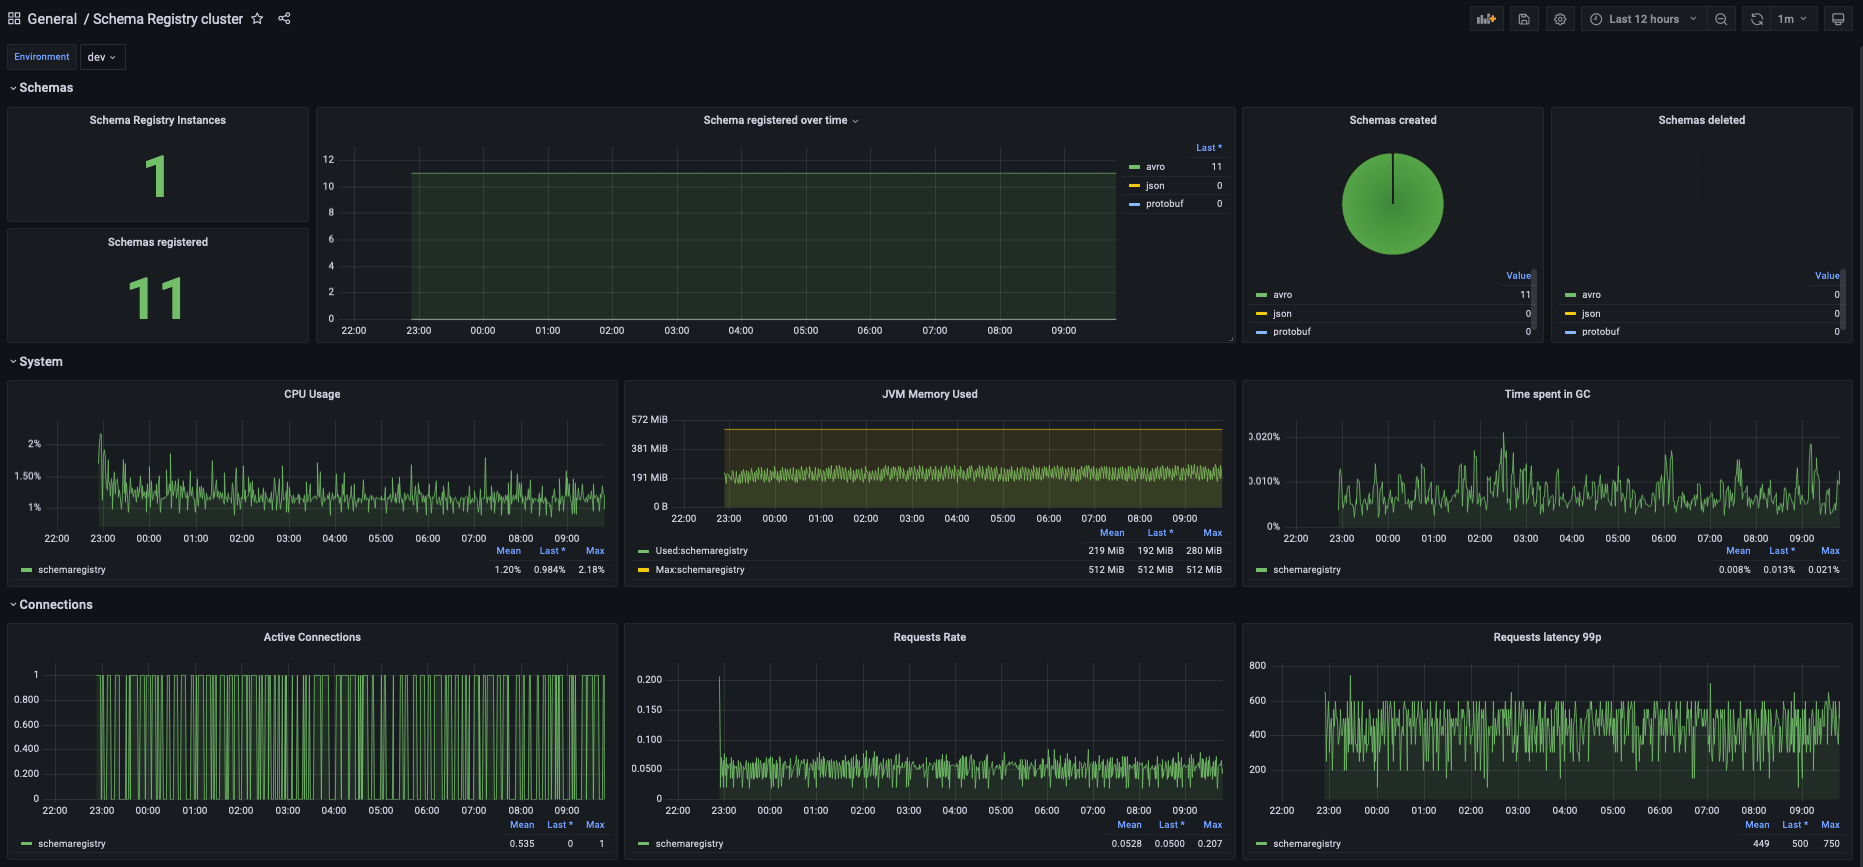 General / Schema Registry cluster
Last 12 hours
1m
Environment
dev
Schemas
Schema Registry Instances
1
Schemas registered
11
Schema registered over time
12
10
8
6
4
2
0
22:00 23:00 00:00 01:00 02:00 03:00 04:00 05:00 06:00 07:00 08:00 09:00
Last *
avro 11
json 0
protobuf 0
Schemas created
Value
avro 11
json 0
protobuf 0
Schemas deleted
Value
avro 0
json 0
protobuf 0
System
CPU Usage
2%
1.50%
1%
22:00 23:00 00:00 01:00 02:00 03:00 04:00 05:00 06:00 07:00 08:00 09:00
Mean Last * Max
schemaregistry 1.20% 0.984% 2.18%
JVM Memory Used
572 MiB
381 MiB
191 MiB
0 B
22:00 23:00 00:00 01:00 02:00 03:00 04:00 05:00 06:00 07:00 08:00 09:00
Mean Last * Max
Used:schemaregistry 219 MiB 192 MiB 280 MiB
Max:schemaregistry 512 MiB 512 MiB 512 MiB
Time spent in GC
0.020%
0.010%
0%
22:00 23:00 00:00 01:00 02:00 03:00 04:00 05:00 06:00 07:00 08:00 09:00
Mean Last * Max
schemaregistry 0.008% 0.013% 0.021%
Connections
Active Connections
1
0.800
0.600
0.400
0.200
0
22:00 23:00 00:00 01:00 02:00 03:00 04:00 05:00 06:00 07:00 08:00 09:00
Mean Last * Max
schemaregistry 0.535 0 1
Requests Rate
0.200
0.150
0.100
0.0500
0
22:00 23:00 00:00 01:00 02:00 03:00 04:00 05:00 06:00 07:00 08:00 09:00
Mean Last * Max
schemaregistry 0.0528 0.0500 0.207
Requests latency 99p
800
600
400
200
22:00 23:00 00:00 01:00 02:00 03:00 04:00 05:00 06:00 07:00 08:00 09:00
Mean Last * Max
schemaregistry 449 500 750